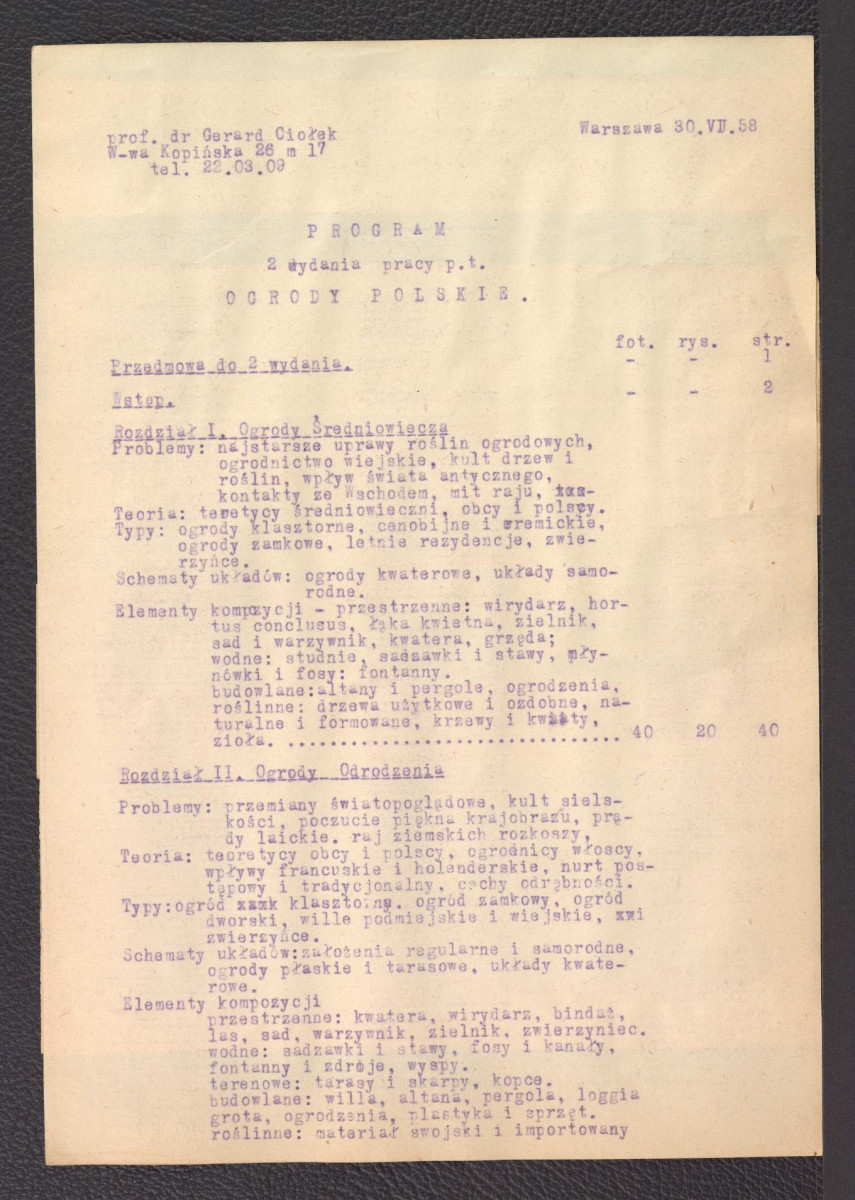 prof. dr Gerard Ciołek
W-wa Kopińska 26 m 17
tel. 22.03.09
Warszawa 30.VII.58
PROGRAM
2 wydania pracy p.t.
OGRODY POLSKIE.
fot. rys. str.
Przedmowa do 2 wydania. - - 1
Wstęp. - - 2
Rozdział I. Ogrody Średniowiecza
Problemy: najstarsze uprawy roślin ogrodowych,
ogrodnictwo wiejskie, kult drzew i
roślin, wpływ świata antycznego,
kontakty ze Wschodem, mit raju,
Teoria: teoretycy średniowieczni, obcy i polscy.
Typy: ogrody klasztorne, cenobijne i eremickie,
ogrody zamkowe, letnie rezydencje, zwie-
rzyńce.
Schematy układów: ogrody kwaterowe, układy samo-
rodne.
Elementy kompozycji - przestrzenne: wirydarz, hor-
tus conclusus, łąka kwietna, zielnik,
sad i warzywnik, kwatera, grzęda;
wodne: studnie, sadzawki i stawy, mły-
nówki i fosy: fontanny.
budowlane:altany i pergole, ogrodzenia,
roślinne: drzewa użytkowe i ozdobne, na-
turalne i formowane, krzewy i kwiaty,
zioła. ................................ 40 20 40
Rozdział II. Ogrody Odrodzenia
Problemy: przemiany światopoglądowe, kult siels-
kości, poczucie piękna krajobrazu, prą-
dy laickie. raj ziemskich rozkoszy,
Teoria: teoretycy obcy i polscy, ogrodnicy włoscy,
wpływy francuskie i holenderskie, nurt pos-
tępowy i tradycjonalny, cechy odrębności.
Typy:ogród klasztorny. ogród zamkowy, ogród
dworski, wille podmiejskie i wiejskie,
zwierzyńce.
Schematy układów:założenia regularne i samorodne,
ogrody płaskie i tarasowe, układy kwate-
rowe.
Elementy kompozycji
przestrzenne: kwatera, wirydarz, bindaż,
las, sad, warzywnik, zielnik, zwierzyniec.
wodne: sadzawki i stawy, fosy i kanały,
fontanny i zdroje, wyspy.
terenowe: tarasy i skarpy, kopce.
budowlane: willa, altana, pergola, loggia
grota, ogrodzenia, plastyka i sprzęt.
roślinne: materiał swojski i importowany